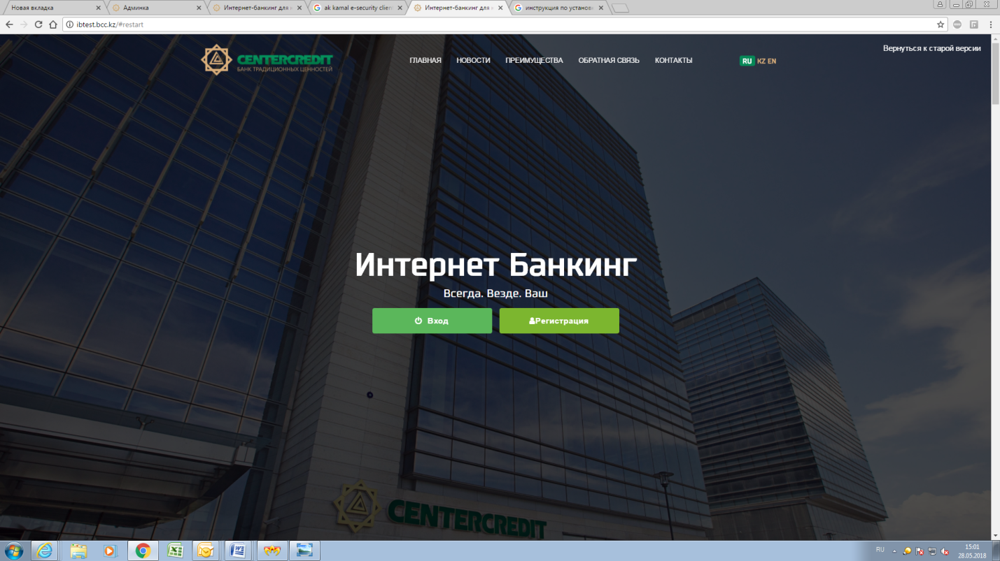 Новая вкладка
Админка
Интернет-банкинг для н
ak kamal e-security clien
Интернет-банкинг для н
инструкция по установк
ibtest.bcc.kz/#restart
Вернуться к старой версии
CENTERCREDIT
БАНК ТРАДИЦИОННЫХ ЦЕННОСТЕЙ
ГЛАВНАЯ НОВОСТИ ПРЕИМУЩЕСТВА ОБРАТНАЯ СВЯЗЬ КОНТАКТЫ
RU KZ EN
Интернет Банкинг
Всегда. Везде. Ваш
Вход
Регистрация
CENTERCREDIT
RU
15:01
28.05.2018